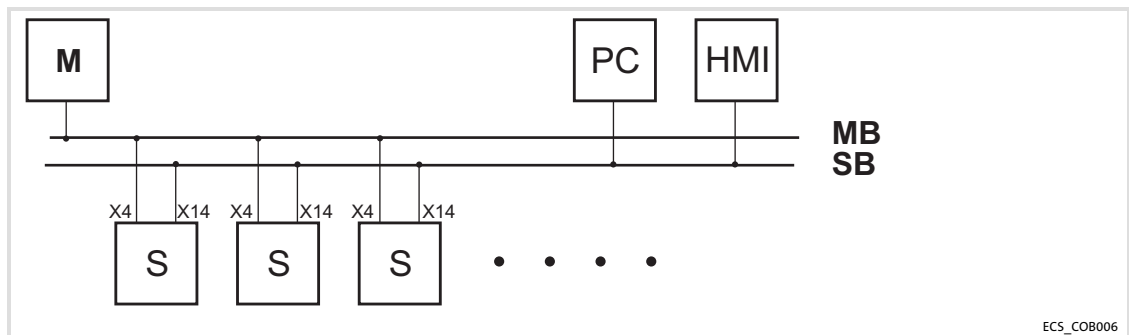 M
PC
HMI
MB
SB
X4 X14 X4 X14 X4 X14
S S S
ECS_COB006